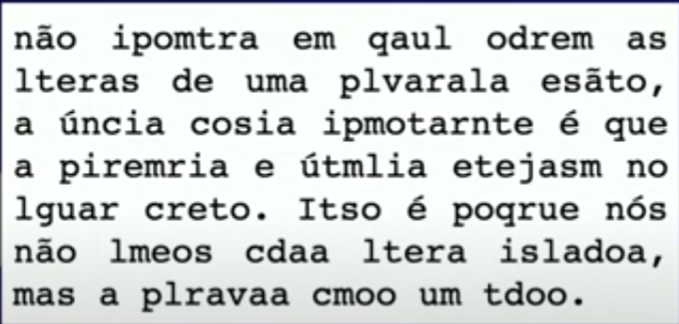 não ipomtra em qaul odrem as
lteras de uma plvarala esãto,
a úncia cosia ipmotarnte é que
a piremria e útmlia etejasm no
lguar creto. Itso é poqrue nós
não lmeos cdaa ltera isladoa,
mas a plravaa cmoo um tdoo.